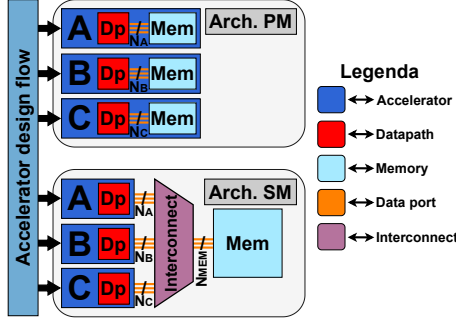 Accelerator design flow
Arch. PM
A Dp NA Mem
B Dp NB Mem
C Dp NC Mem
Arch. SM
A Dp NA
B Dp NB
C Dp NC
Interconnect
NMEM
Mem
Legenda
Accelerator
Datapath
Memory
Data port
Interconnect